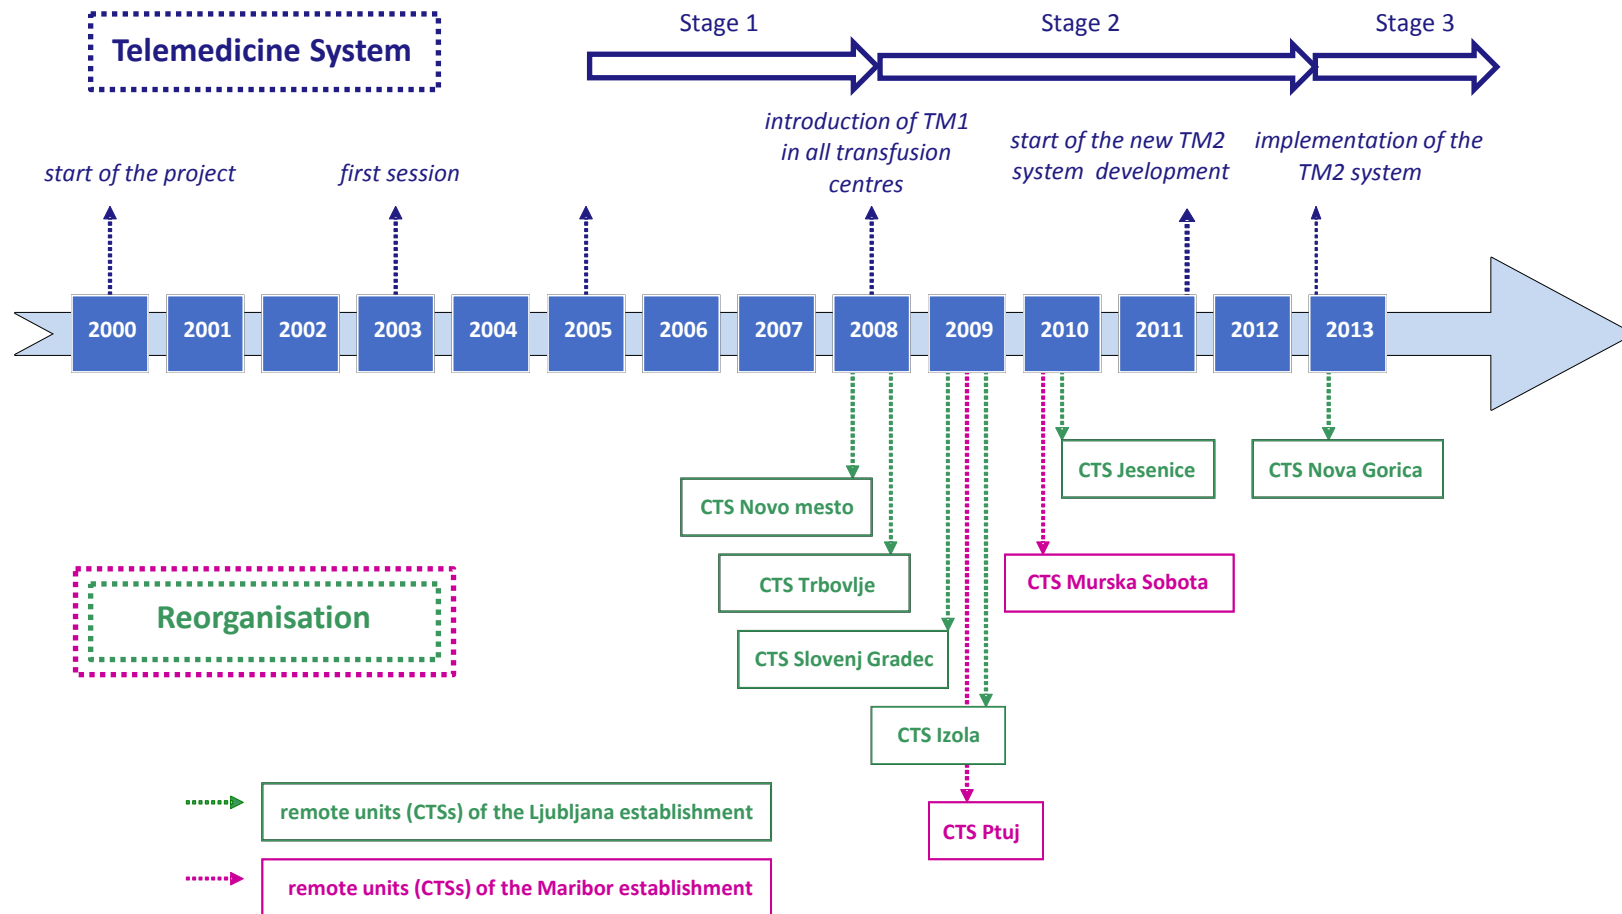 Telemedicine System
Stage 1
Stage 2
Stage 3
start of the project
first session
introduction of TM1
in all transfusion
centres
start of the new TM2
system development
implementation of the
TM2 system
2000
2001
2002
2003
2004
2005
2006
2007
2008
2009
2010
2011
2012
2013
CTS Jesenice
CTS Nova Gorica
CTS Novo mesto
CTS Trbovlje
CTS Murska Sobota
Reorganisation
CTS Slovenj Gradec
CTS Izola
remote units (CTSs) of the Ljubljana establishment
CTS Ptuj
remote units (CTSs) of the Maribor establishment